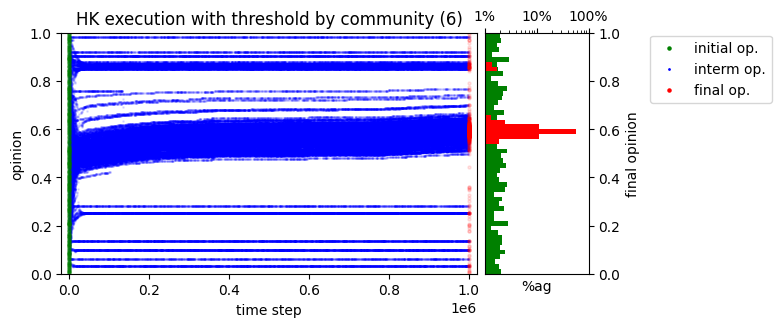 HK execution with threshold by community (6)
1% 10% 100%
initial op.
interm op.
final op.
1.0
0.8
0.6
0.4
0.2
0.0
opinion
0.0 0.2 0.4 0.6 0.8 1.0
1e6
time step
%ag
1.0
0.8
0.6
0.4
0.2
0.0
final opinion